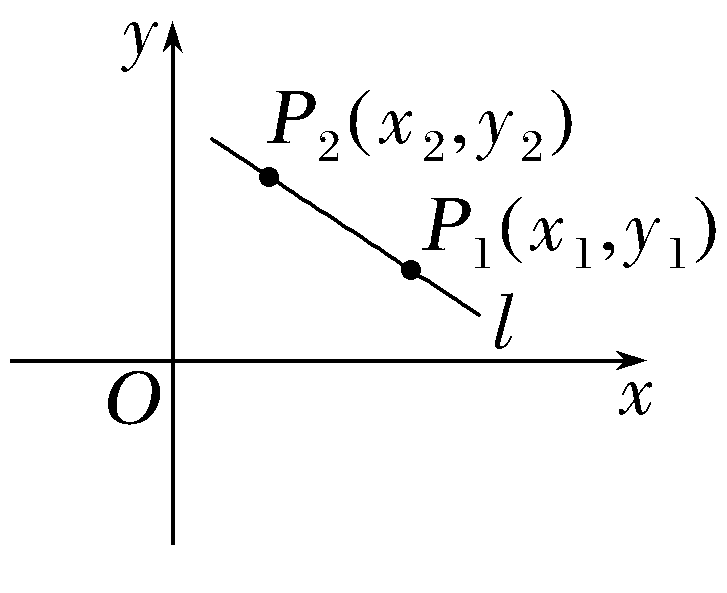 y
P₂(x₂,y₂)
P₁(x₁,y₁)
l
O
x